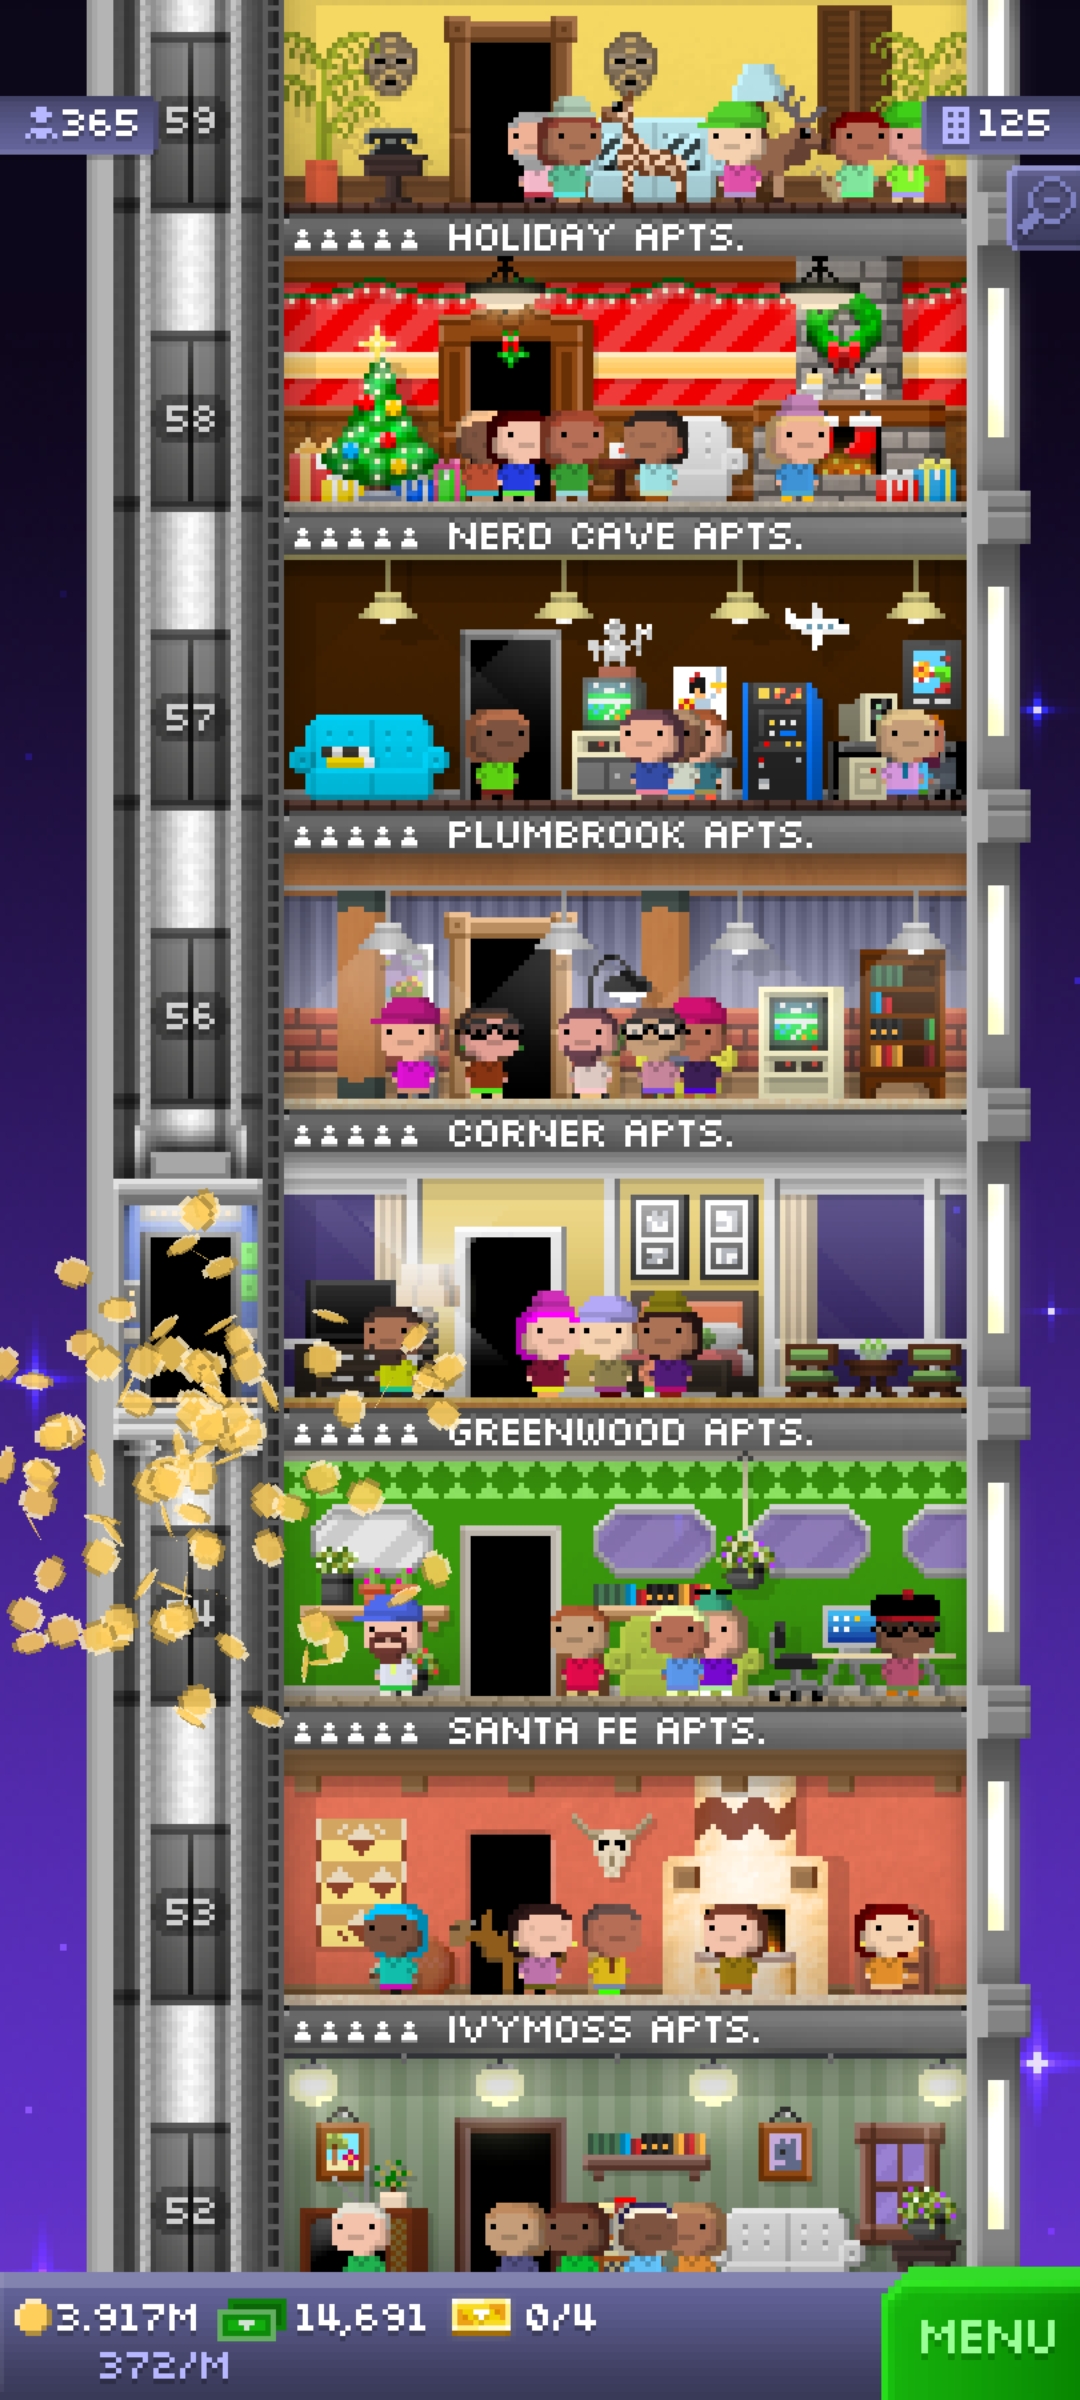 365
59
125
HOLIDAY APTS.
58
NERD CAVE APTS.
57
PLUMBROOK APTS.
56
CORNER APTS.
GREENWOOD APTS.
4
SANTA FE APTS.
53
IVYMOSS APTS.
52
3.917M 14,691 0/4
372/M
MENU